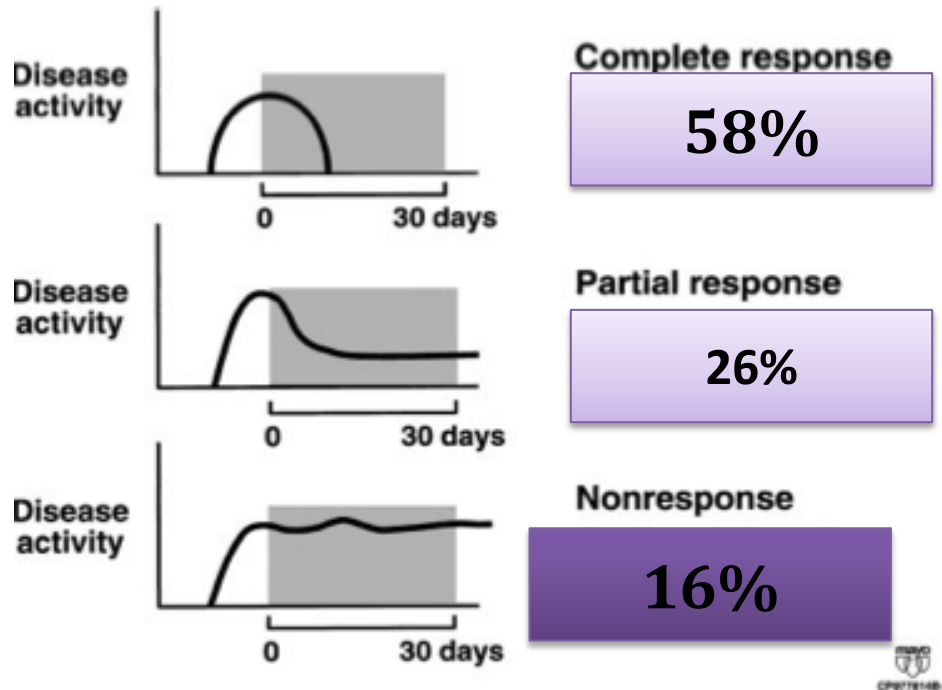 Complete response
Disease
activity
58%
0
30 days
Partial response
Disease
activity
26%
0
30 days
Nonresponse
Disease
activity
16%
0
30 days
mayo